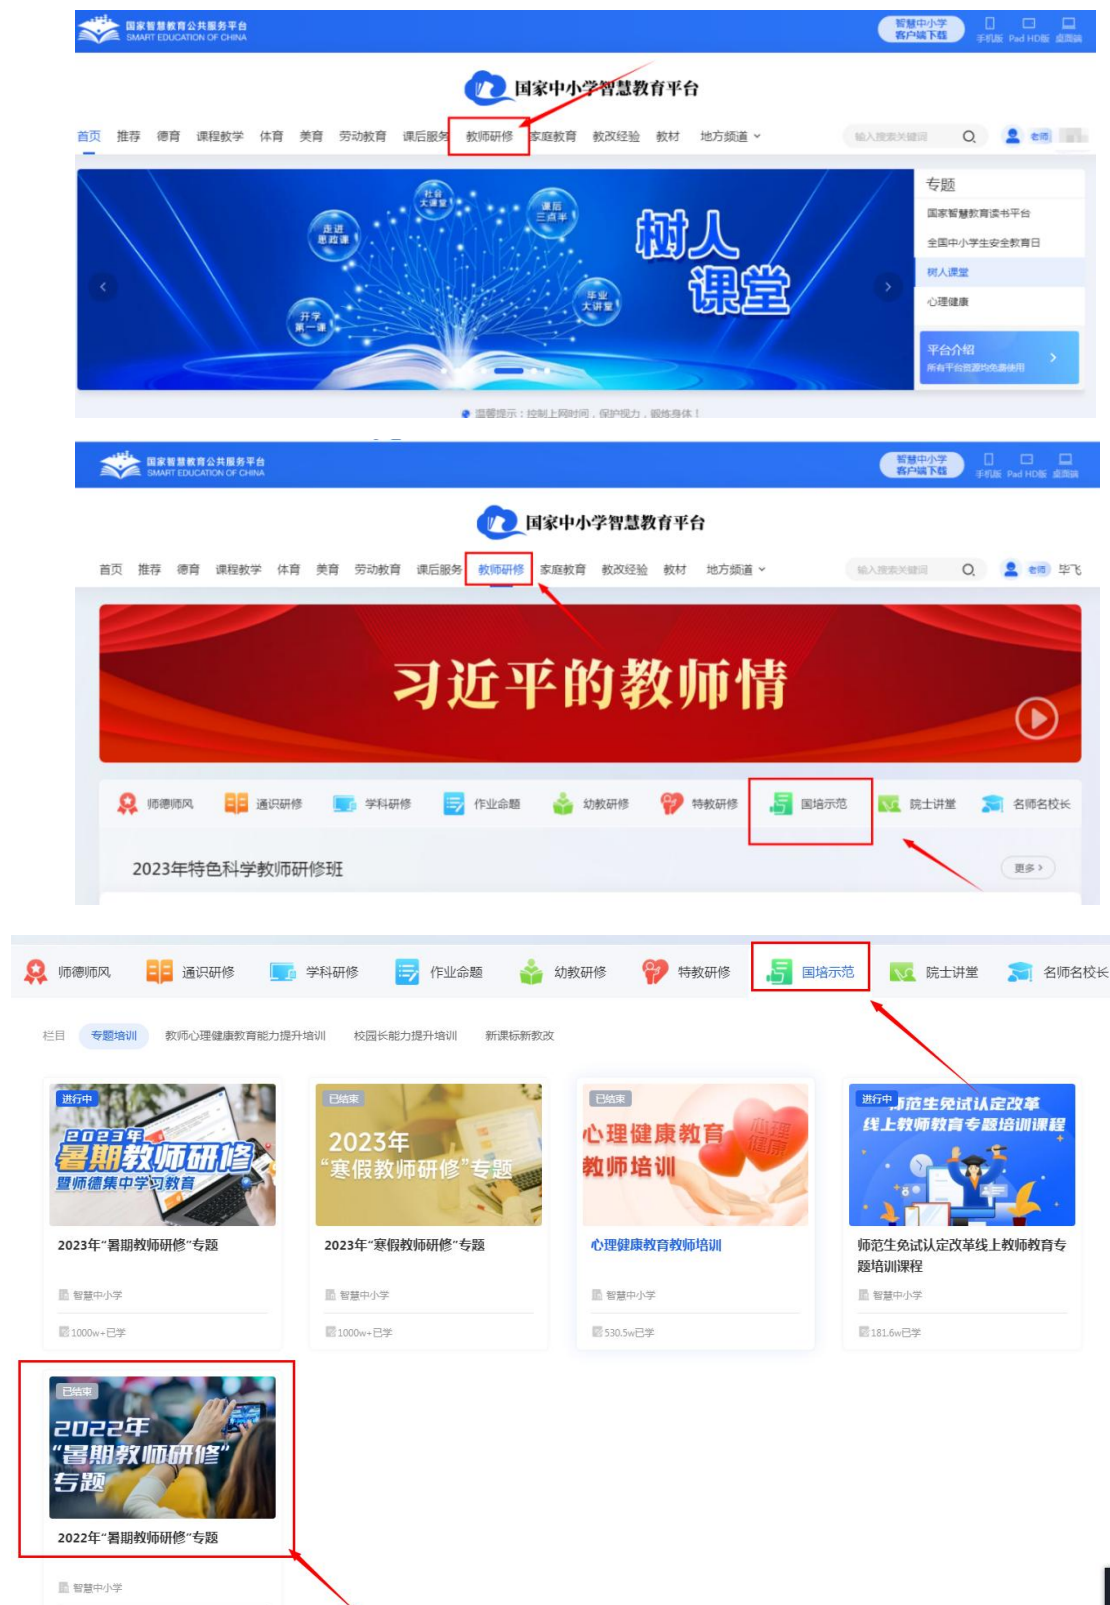 国家智慧教育公共服务平台
SMART EDUCATION OF CHINA
智慧中小学
客户端下载
手机版 Pad HD版 桌面端
国家中小学智慧教育平台
首页 推荐 德育 课程教学 体育 美育 劳动教育 课后服务 教师研修 家庭教育 教改经验 教材 地方频道
输入搜索关键词
老师
社会
大课堂
课后
三点半
走进
思政课
毕业
大讲堂
开学
第一课
树人
课堂
专题
国家智慧教育读书平台
全国中小学生安全教育日
树人课堂
心理健康
平台介绍
所有平台资源均免费使用
温馨提示：控制上网时间，保护视力，锻炼身体！
国家智慧教育公共服务平台
SMART EDUCATION OF CHINA
智慧中小学
客户端下载
手机版 Pad HD版 桌面端
国家中小学智慧教育平台
首页 推荐 德育 课程教学 体育 美育 劳动教育 课后服务 教师研修 家庭教育 教改经验 教材 地方频道
输入搜索关键词
老师 毕飞
习近平的教师情
师德师风 通识研修 学科研修 作业命题 幼教研修 特教研修 国培示范 院士讲堂 名师名校长
2023年特色科学教师研修班
更多 >
师德师风 通识研修 学科研修 作业命题 幼教研修 特教研修 国培示范 院士讲堂 名师名校长
栏目 专题培训 教师心理健康教育能力提升培训 校园长能力提升培训 新课标新教改
进行中
2023年
暑期教师研修
暨师德集中学习教育
2023年“暑期教师研修”专题
智慧中小学
1000w+已学
已结束
2023年
“寒假教师研修”专题
2023年“寒假教师研修”专题
智慧中小学
1000w+已学
已结束
心理健康教育
教师培训
心理
健康
心理健康教育教师培训
智慧中小学
530.5w已学
进行中
师范生免试认定改革
线上教师教育专题培训课程
师范生免试认定改革线上教师教育专
题培训课程
智慧中小学
181.6w已学
已结束
2022年
“暑期教师研修”
专题
2022年“暑期教师研修”专题
智慧中小学